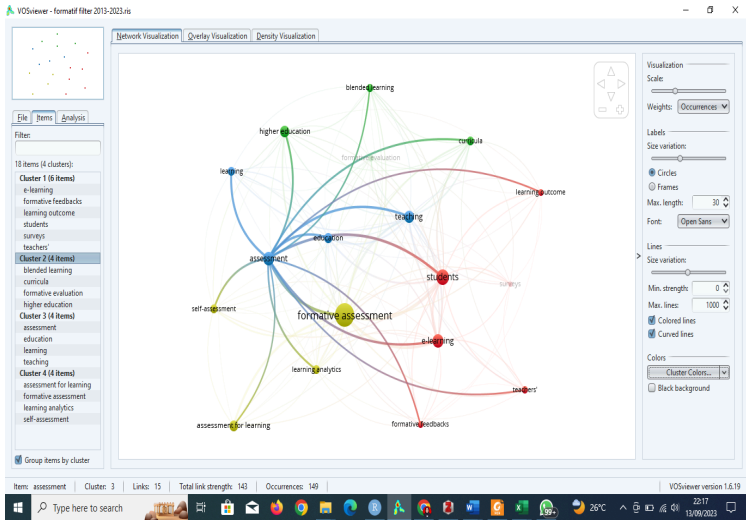 VOSviewer - formatif filter 2013-2023.ris
Network Visualization Overlay Visualization Density Visualization
File Items Analysis
Filter:
18 items (4 clusters):
Cluster 1 (6 items)
e-learning
formative feedbacks
learning outcome
students
surveys
teachers'
Cluster 2 (4 items)
blended learning
curricula
formative evaluation
higher education
Cluster 3 (4 items)
assessment
education
learning
teaching
Cluster 4 (4 items)
assessment for learning
formative assessment
learning analytics
self-assessment
Group items by cluster
blended learning
higher education
curricula
formative evaluation
learning
learning outcome
teaching
education
assessment
students
surveys
self-assessment
formative assessment
e-learning
learning analytics
teachers'
assessment for learning
formative feedbacks
Visualization
Scale:
Weights: Occurrences
Labels
Size variation:
Circles
Frames
Max. length: 30
Font: Open Sans
Lines
Size variation:
Min. strength: 0
Max. lines: 1000
Colored lines
Curved lines
Colors
Cluster Colors...
Black background
Item: assessment Cluster: 3 Links: 15 Total link strength: 143 Occurrences: 149
VOSviewer version 1.6.19
Type here to search
99+
26°C
22:17
13/09/2023